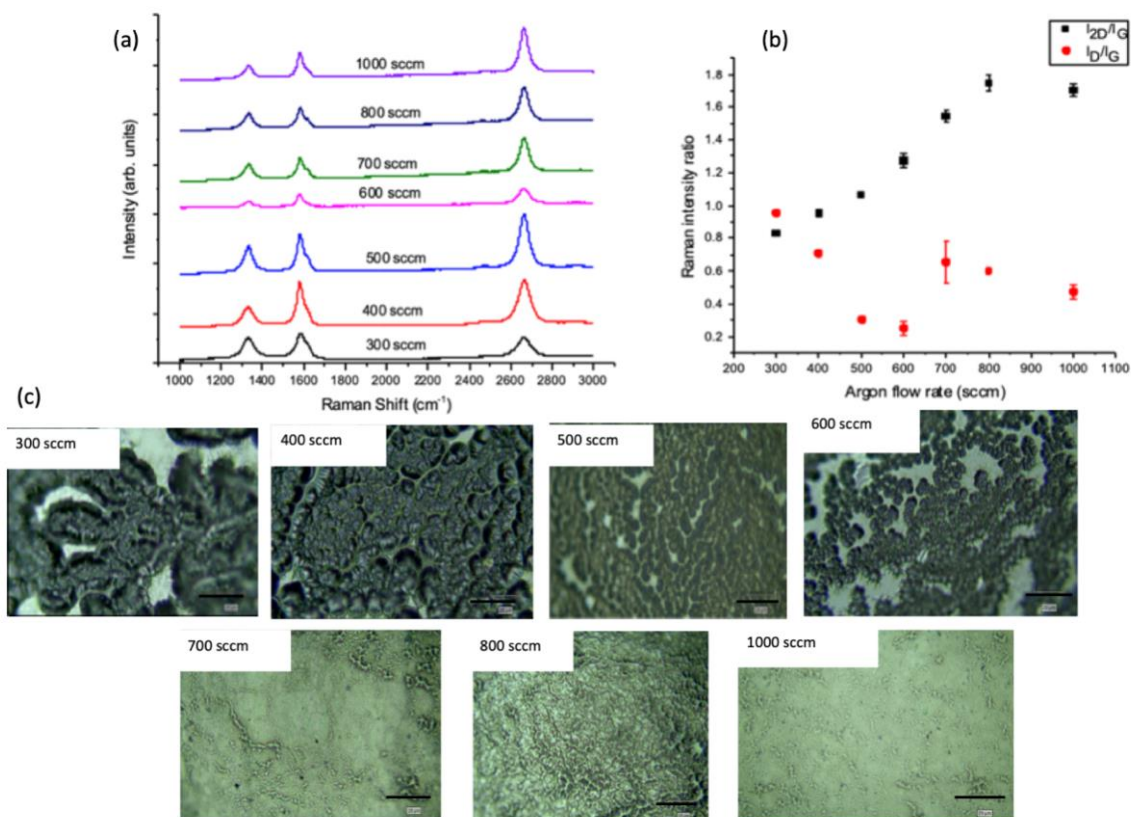 (a)
1000 sccm
800 sccm
700 sccm
600 sccm
500 sccm
400 sccm
300 sccm
Intensity (arb. units)
1000 1200 1400 1600 1800 2000 2200 2400 2600 2800 3000
Raman Shift (cm⁻¹)
(b)
I2D/IG
ID/IG
1.8
1.6
1.4
1.2
1.0
0.8
0.6
0.4
0.2
Raman intensity ratio
200 300 400 500 600 700 800 900 1000 1100
Argon flow rate (sccm)
(c)
300 sccm
400 sccm
500 sccm
600 sccm
700 sccm
800 sccm
1000 sccm